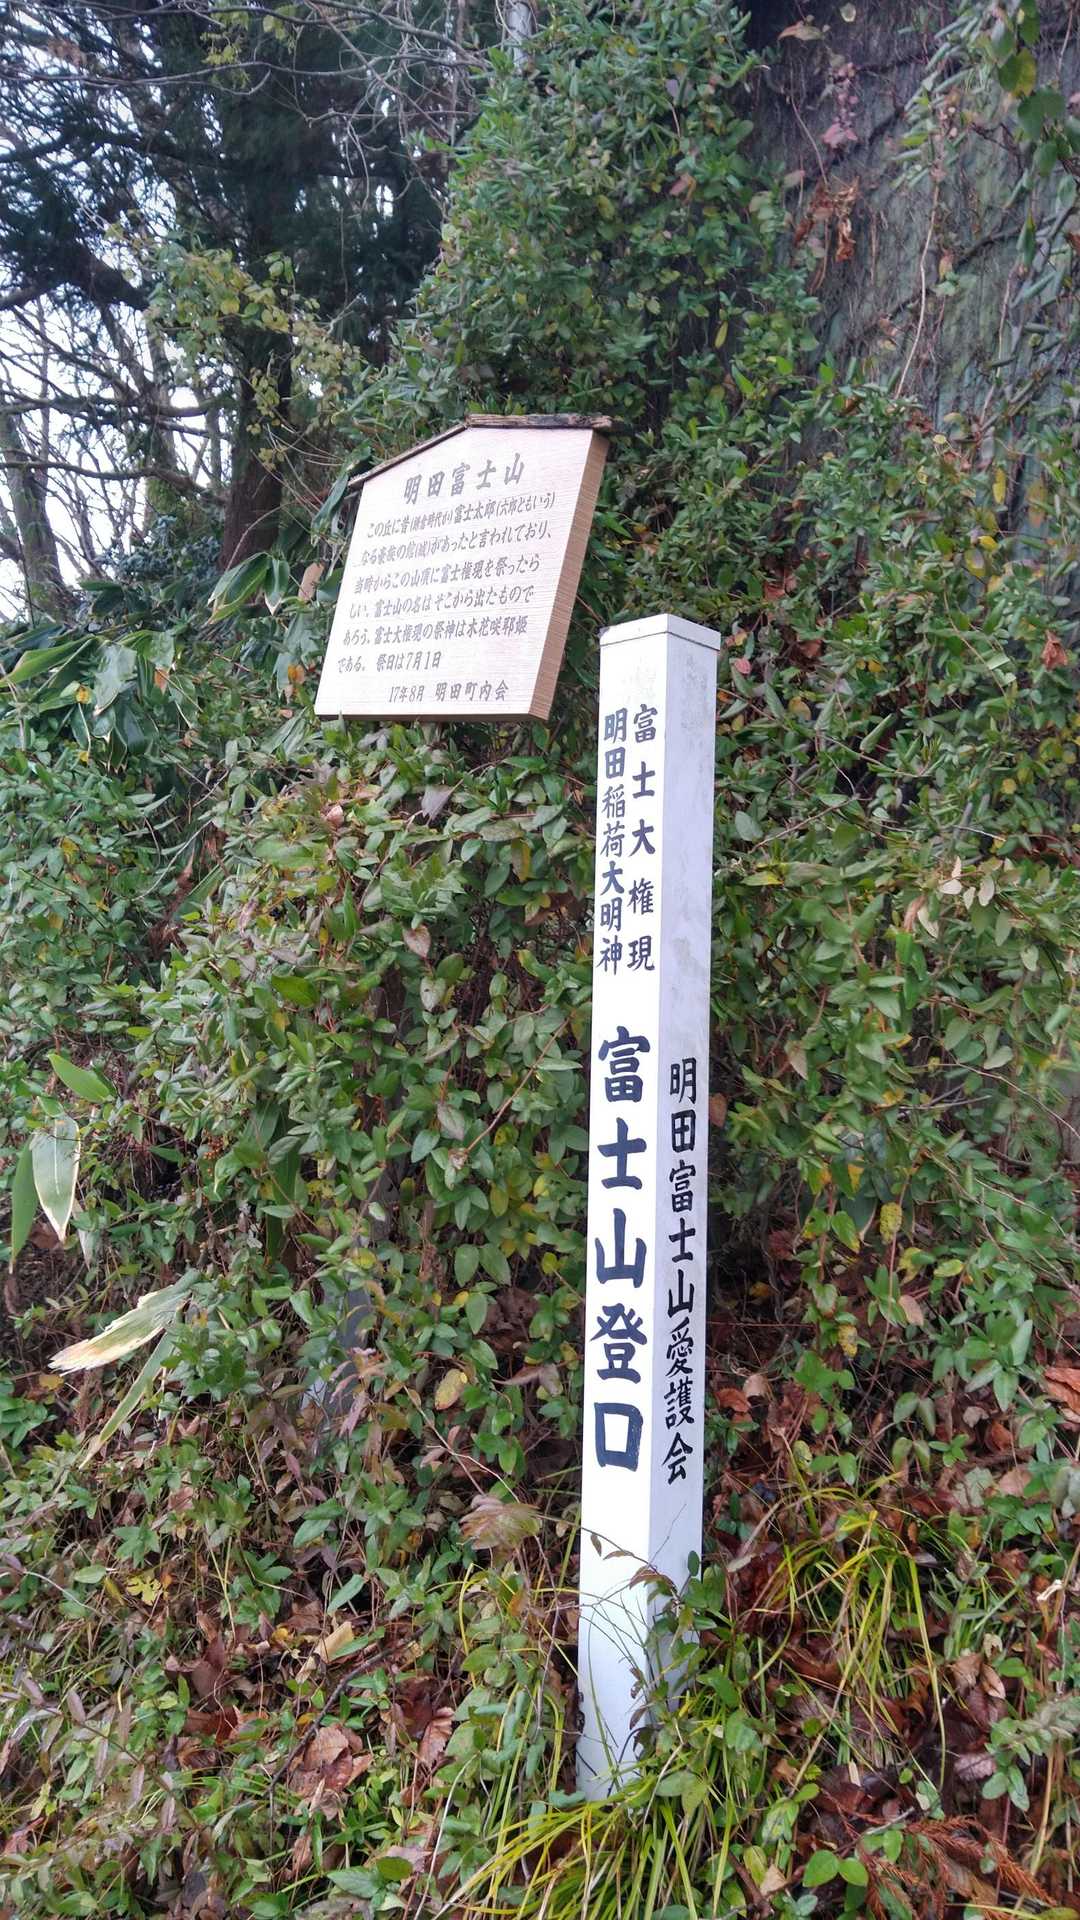 明田富士山
この丘に昔(鎌倉時代か)富士太郎(六郎ともいう)
なる豪族の館(城)があったと言われており、
当時からこの山頂に富士権現を祭ったら
しい。富士山の名はそこから出たもので
あろう。富士大権現の祭神は木花咲耶姫
である。祭日は7月1日
17年8月 明田町内会
富士大権現
明田稲荷大明神
富士山登口
明田富士山愛護会